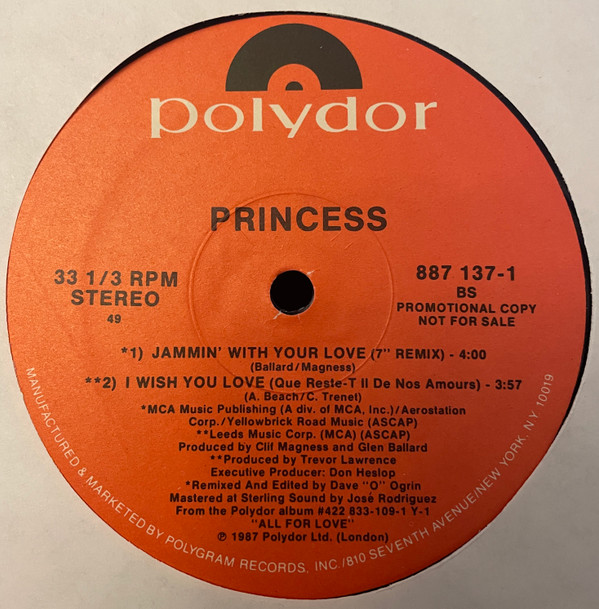 polydor
PRINCESS
33 1/3 RPM
STEREO
49
887 137-1
BS
PROMOTIONAL COPY
NOT FOR SALE
*1) JAMMIN' WITH YOUR LOVE (7" REMIX) - 4:00
(Ballard/Magness)
**2) I WISH YOU LOVE (Que Reste-T Il De Nos Amours) - 3:57
(A. Beach/C. Trenet)
*MCA Music Publishing (A div. of MCA, Inc.)/Aerostation
Corp./Yellowbrick Road Music (ASCAP)
**Leeds Music Corp. (MCA) (ASCAP)
Produced by Clif Magness and Glen Ballard
**Produced by Trevor Lawrence
Executive Producer: Don Heslop
*Remixed and Edited by Dave "O" Ogrin
Mastered at Sterling Sound by José Rodriguez
From the Polydor album #422 833-109-1 Y-1
"ALL FOR LOVE"
℗ 1987 Polydor Ltd. (London)
MANUFACTURED & MARKETED BY POLYGRAM RECORDS, INC./810 SEVENTH AVENUE/NEW YORK, NY 10019